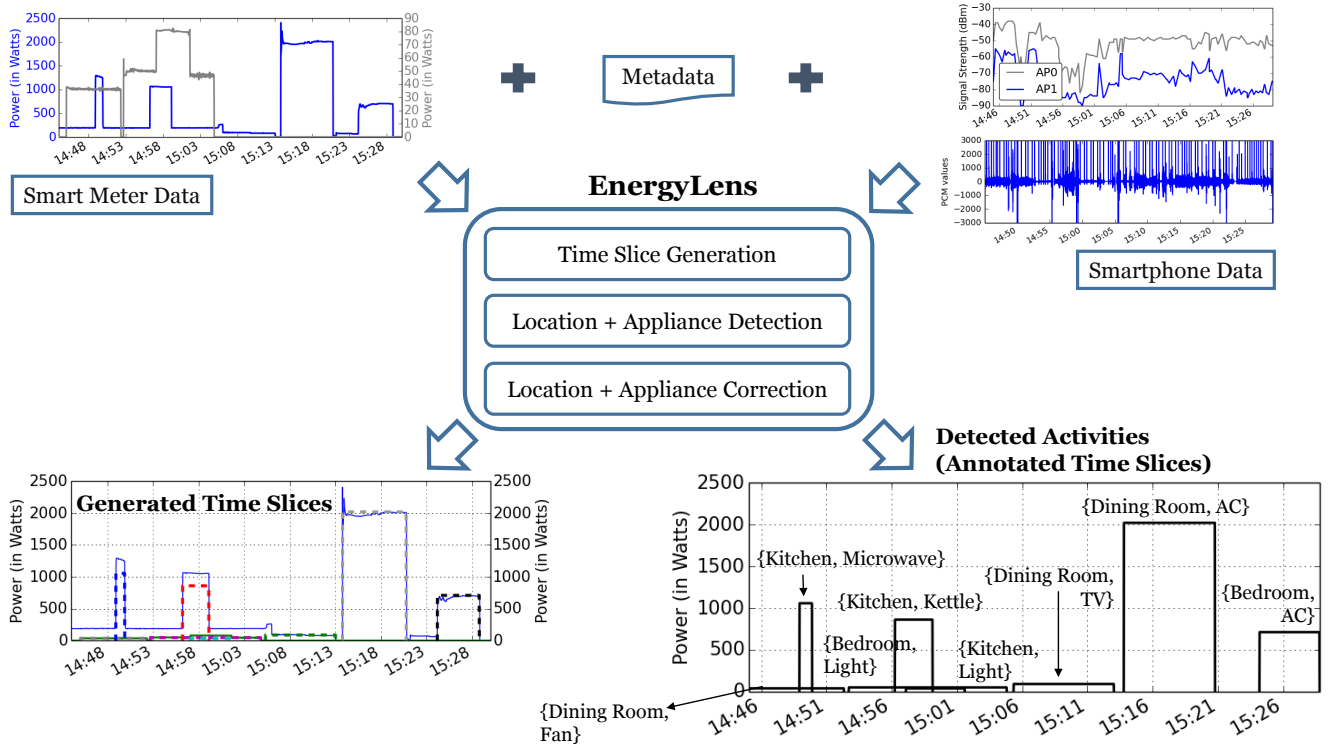 2500
2000
1500
1000
500
0
Power (in Watts)
90
80
70
60
50
40
30
20
10
0
Power (in Watts)
14:48
14:53
14:58
15:03
15:08
15:13
15:18
15:23
15:28
Smart Meter Data
Metadata
−30
−40
−50
−60
−70
−80
−90
Signal Strength (dBm)
AP0
AP1
14:46
14:51
14:56
15:01
15:06
15:11
15:16
15:21
15:26
3000
2000
1000
0
−1000
−2000
−3000
PCM values
14:50
14:55
15:00
15:05
15:10
15:15
15:20
15:25
Smartphone Data
EnergyLens
Time Slice Generation
Location + Appliance Detection
Location + Appliance Correction
Generated Time Slices
2500
2000
1500
1000
500
0
Power (in Watts)
2500
2000
1500
1000
500
0
Power (in Watts)
14:48
14:53
14:58
15:03
15:08
15:13
15:18
15:23
15:28
Detected Activities
(Annotated Time Slices)
2500
2000
1500
1000
500
0
Power (in Watts)
{Dining Room, AC}
{Kitchen, Microwave}
{Dining Room,
TV}
{Kitchen, Kettle}
{Bedroom,
AC}
{Bedroom,
Light}
{Kitchen,
Light}
{Dining Room,
Fan}
14:46
14:51
14:56
15:01
15:06
15:11
15:16
15:21
15:26